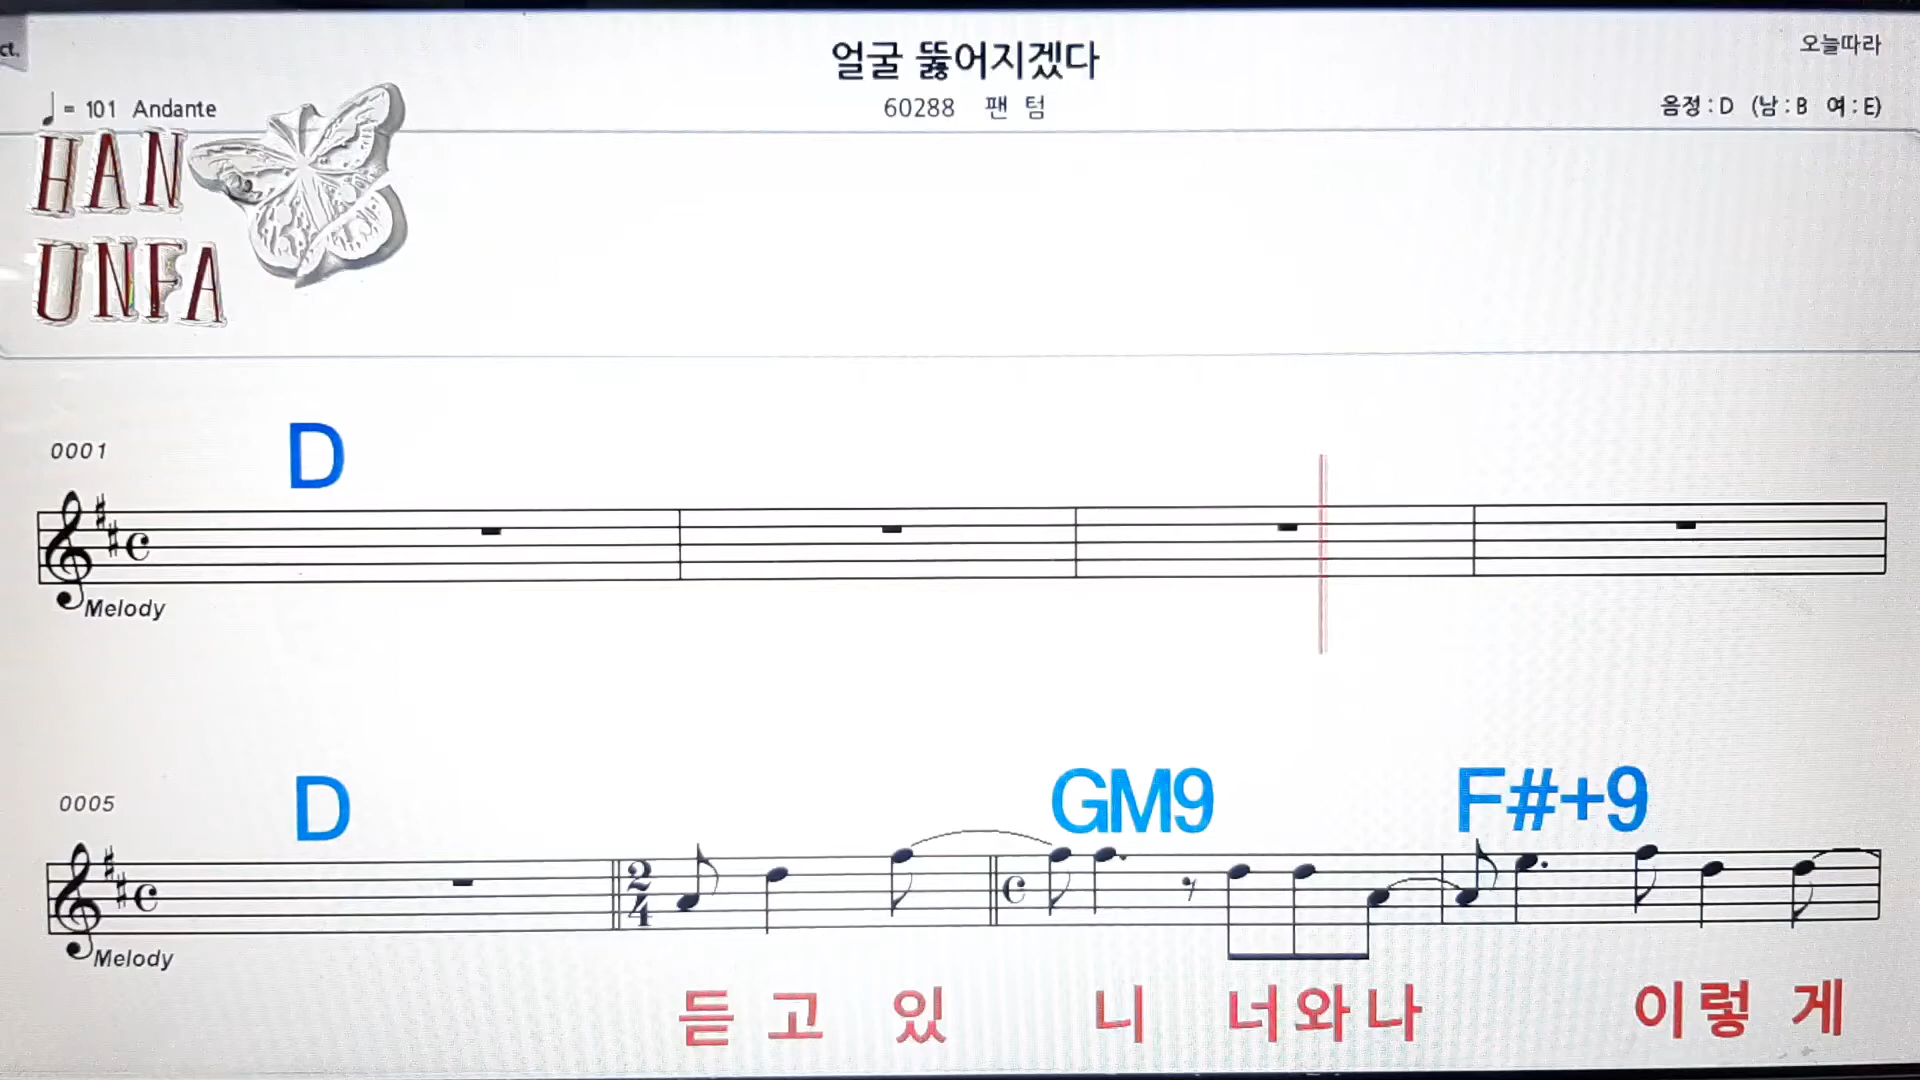 ct.
얼굴 뚫어지겠다
오늘따라
♩= 101 Andante
60288 팬 텀
음정 : D (남 : B 여 : E)
HAN
UNFA
0001
D
Melody
0005
D GM9 F#+9
2
4
Melody
듣 고 있 니 너와나 이렇 게